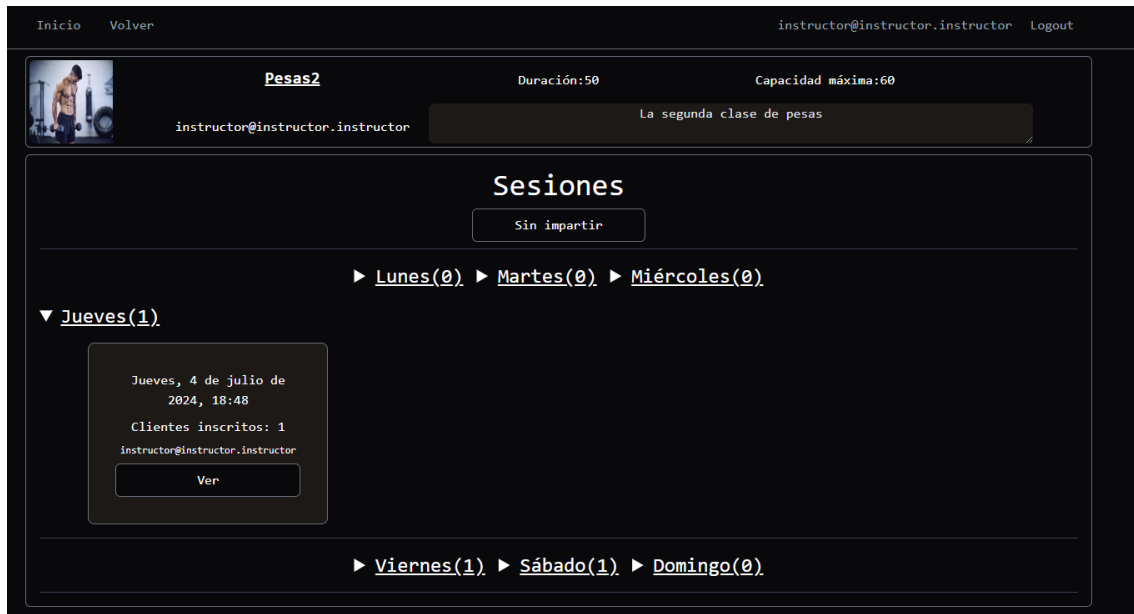 Inicio Volver instructor@instructor.instructor Logout
Pesas2 Duración:50 Capacidad máxima:60
instructor@instructor.instructor La segunda clase de pesas
Sesiones
Sin impartir
▶ Lunes(0) ▶ Martes(0) ▶ Miércoles(0)
▼ Jueves(1)
Jueves, 4 de julio de
2024, 18:48
Clientes inscritos: 1
instructor@instructor.instructor
Ver
▶ Viernes(1) ▶ Sábado(1) ▶ Domingo(0)